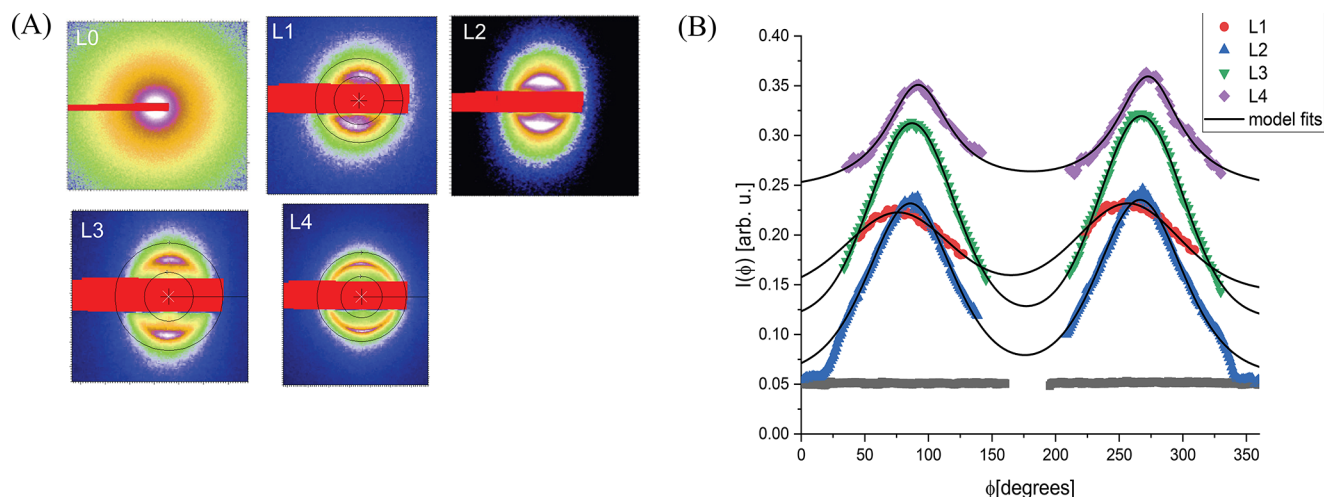 (A)
L0
L1
L2
L3
L4
(B)
0.40
0.35
0.30
0.25
0.20
0.15
0.10
0.05
0.00
I(ϕ) [arb. u.]
0 50 100 150 200 250 300 350
ϕ[degrees]
L1
L2
L3
L4
model fits